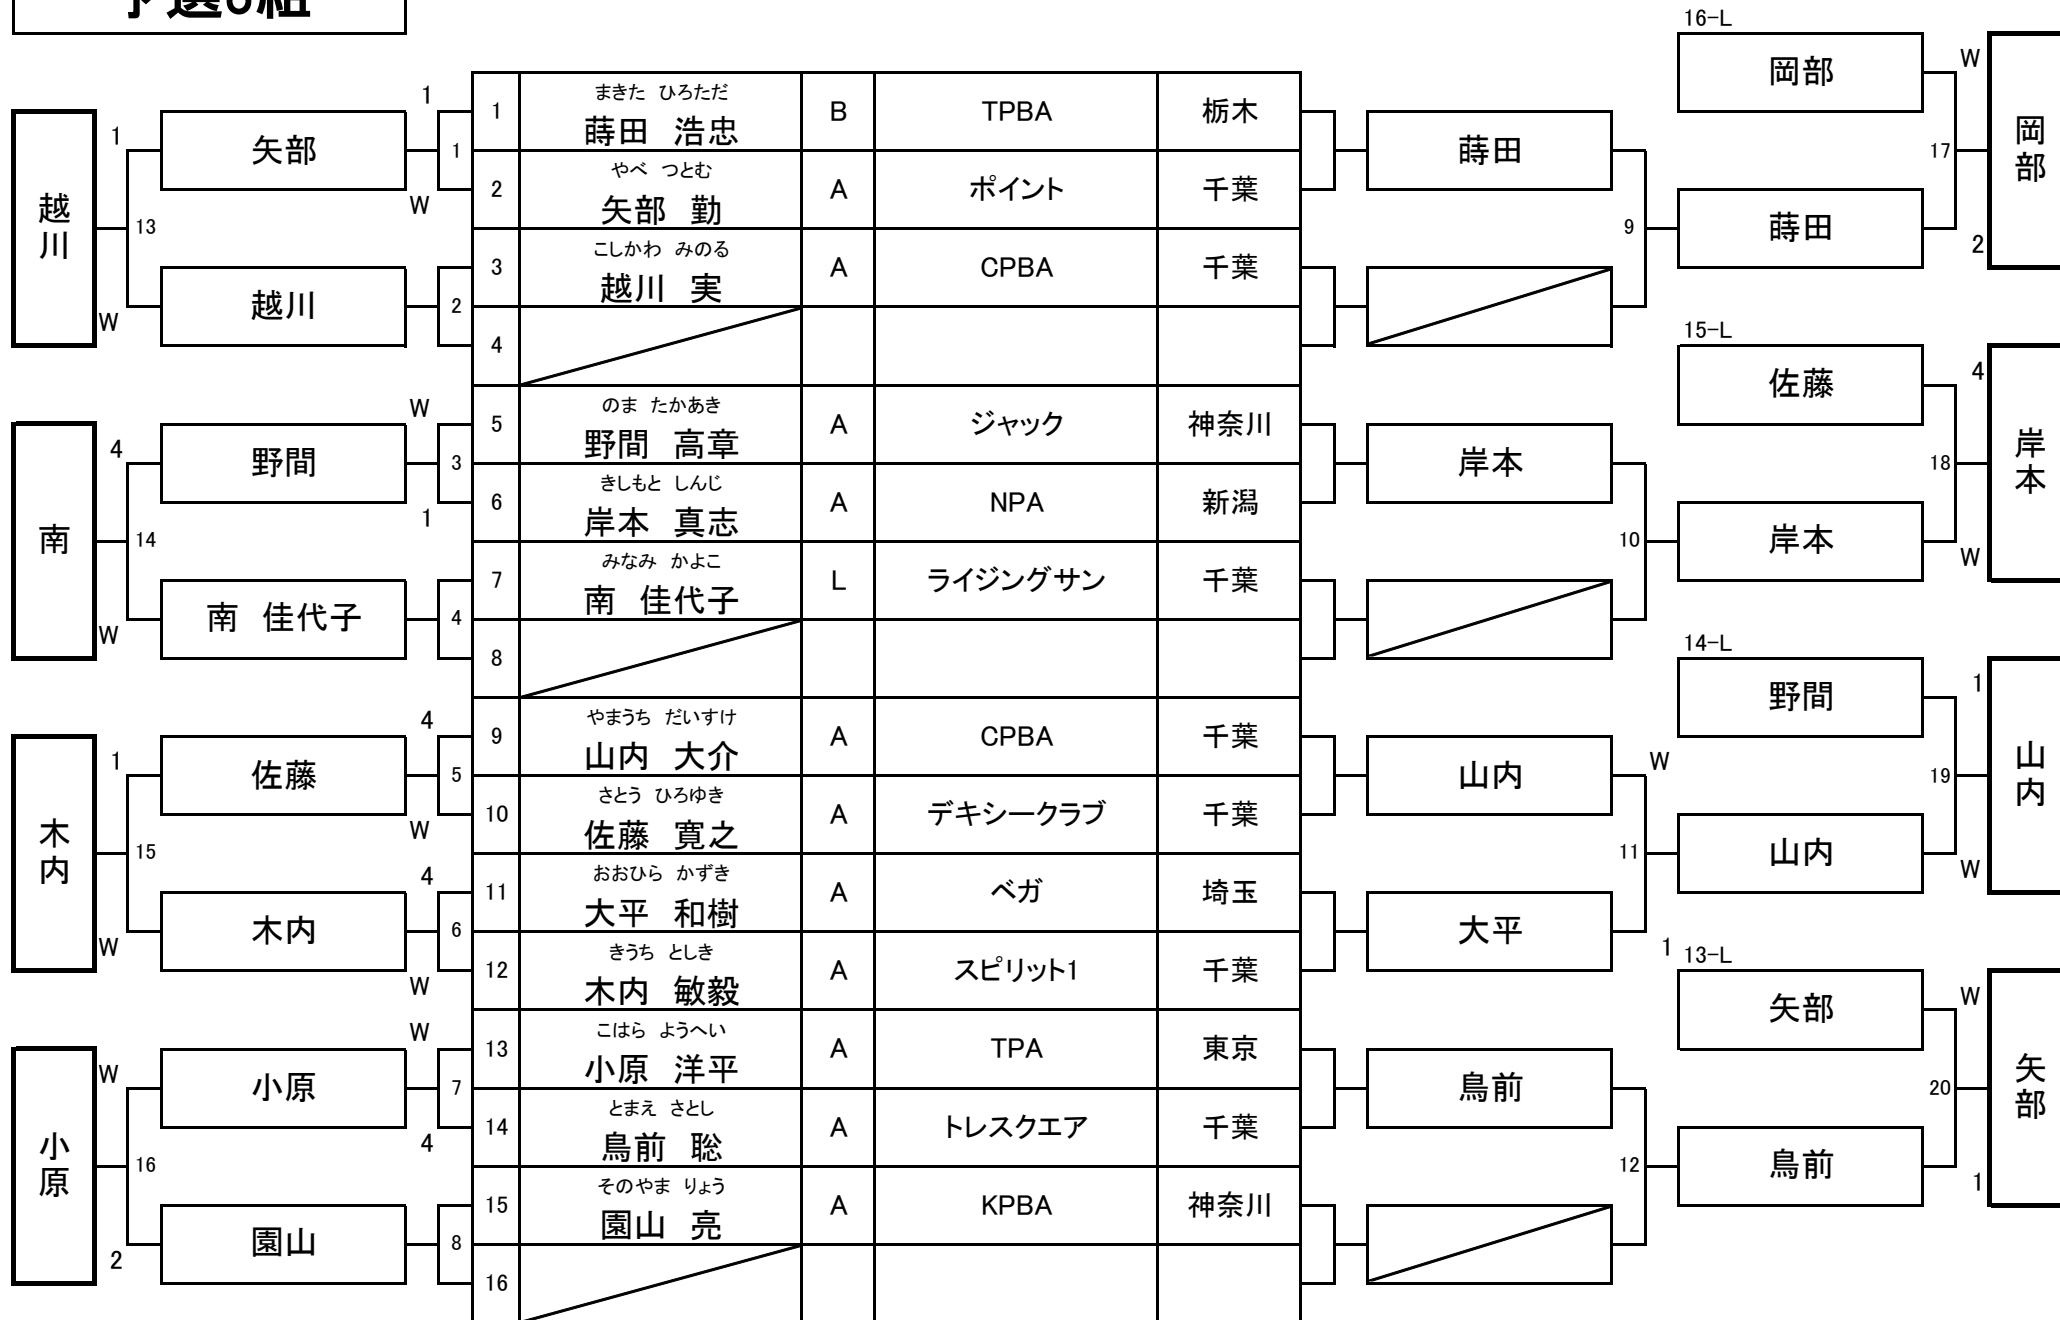 選
組
16-L
岡部
W
岡部
17
蒔田
2
1
越川
矢部
1
1
W
13
越川
2
W
1
まきた ひろただ
蒔田 浩忠
B
TPBA
栃木
2
やべ つとむ
矢部 勤
A
ポイント
千葉
3
こしかわ みのる
越川 実
A
CPBA
千葉
4
蒔田
9
15-L
佐藤
4
岸本
18
岸本
W
4
南
野間
W
3
1
14
南 佳代子
4
W
5
のま たかあき
野間 高章
A
ジャック
神奈川
6
きしもと しんじ
岸本 真志
A
NPA
新潟
7
みなみ かよこ
南 佳代子
L
ライジングサン
千葉
8
岸本
10
14-L
野間
1
山内
19
山内
W
1
木内
佐藤
4
5
W
15
木内
4
6
W
W
9
やまうち だいすけ
山内 大介
A
CPBA
千葉
10
さとう ひろゆき
佐藤 寛之
A
デキシークラブ
千葉
11
おおひら かずき
大平 和樹
A
ベガ
埼玉
12
きうち としき
木内 敏毅
A
スピリット1
千葉
山内
W
11
大平
1
13-L
矢部
W
矢部
20
鳥前
1
W
小原
小原
W
7
4
16
園山
8
2
13
こはら ようへい
小原 洋平
A
TPA
東京
14
とまえ さとし
鳥前 聡
A
トレスクエア
千葉
15
そのやま りょう
園山 亮
A
KPBA
神奈川
16
鳥前
12